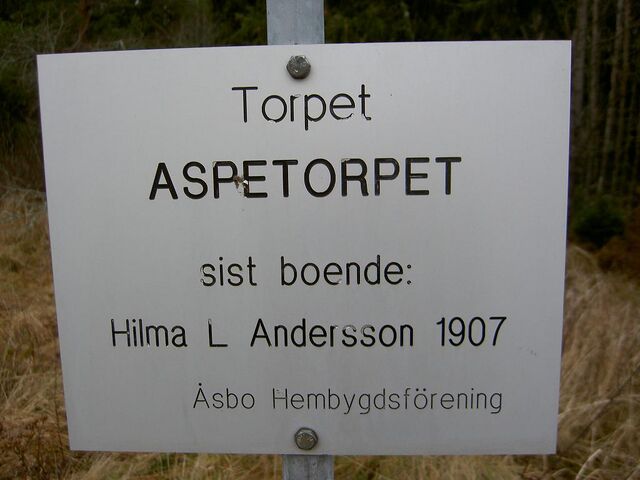 Torpet
ASPETORPET
sist boende:
Hilma L Andersson 1907
Åsbo Hembygdsförening